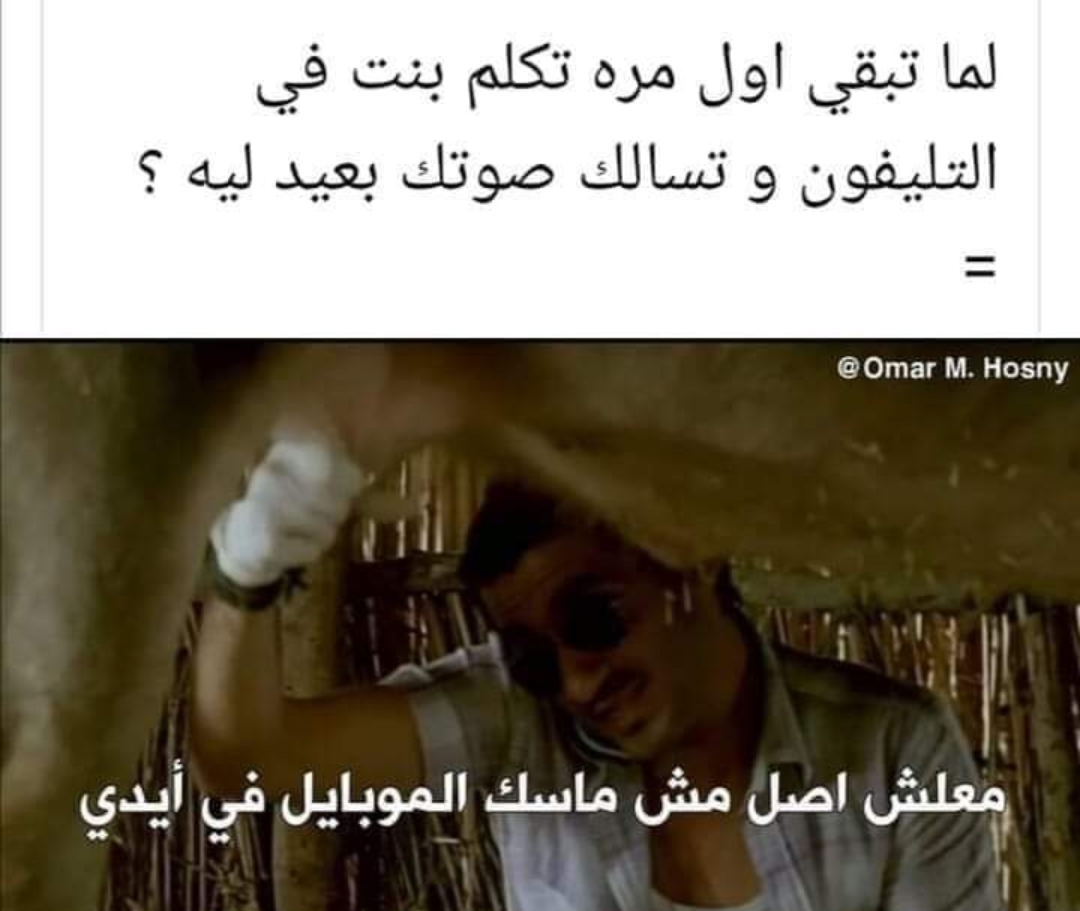 لما تبقي اول مره تكلم بنت في
التليفون و تسالك صوتك بعيد ليه ؟
=
@Omar M. Hosny
معلش اصل مش ماسك الموبايل في أيدي